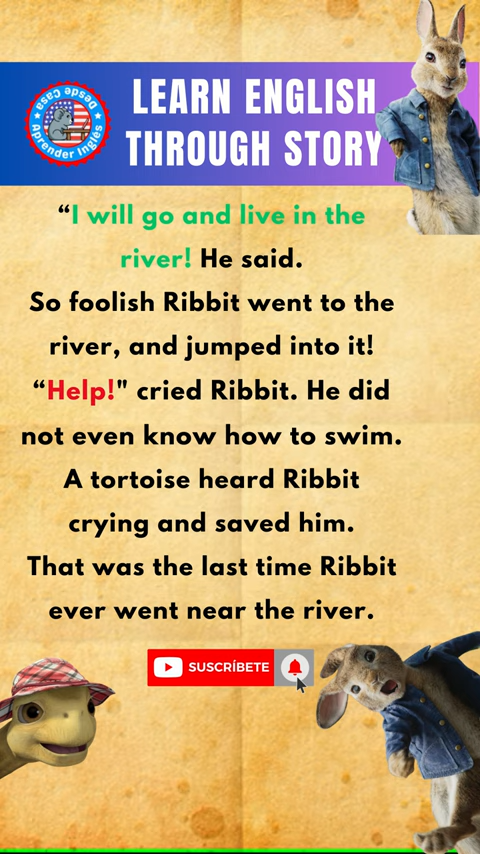 LEARN ENGLISH
THROUGH STORY
Desde Casa
Aprender Inglés
“I will go and live in the
river! He said.
So foolish Ribbit went to the
river, and jumped into it!
“Help!" cried Ribbit. He did
not even know how to swim.
A tortoise heard Ribbit
crying and saved him.
That was the last time Ribbit
ever went near the river.
SUSCRÍBETE